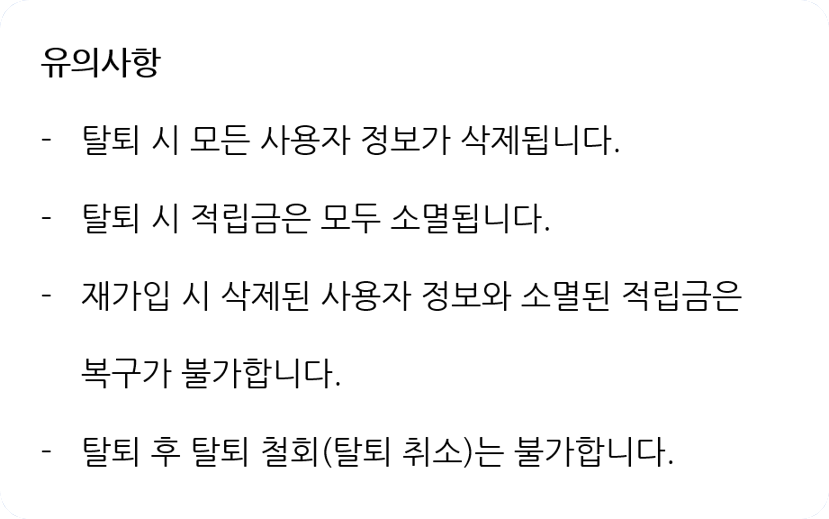 유의사항
- 탈퇴 시 모든 사용자 정보가 삭제됩니다.
- 탈퇴 시 적립금은 모두 소멸됩니다.
- 재가입 시 삭제된 사용자 정보와 소멸된 적립금은
복구가 불가합니다.
- 탈퇴 후 탈퇴 철회(탈퇴 취소)는 불가합니다.